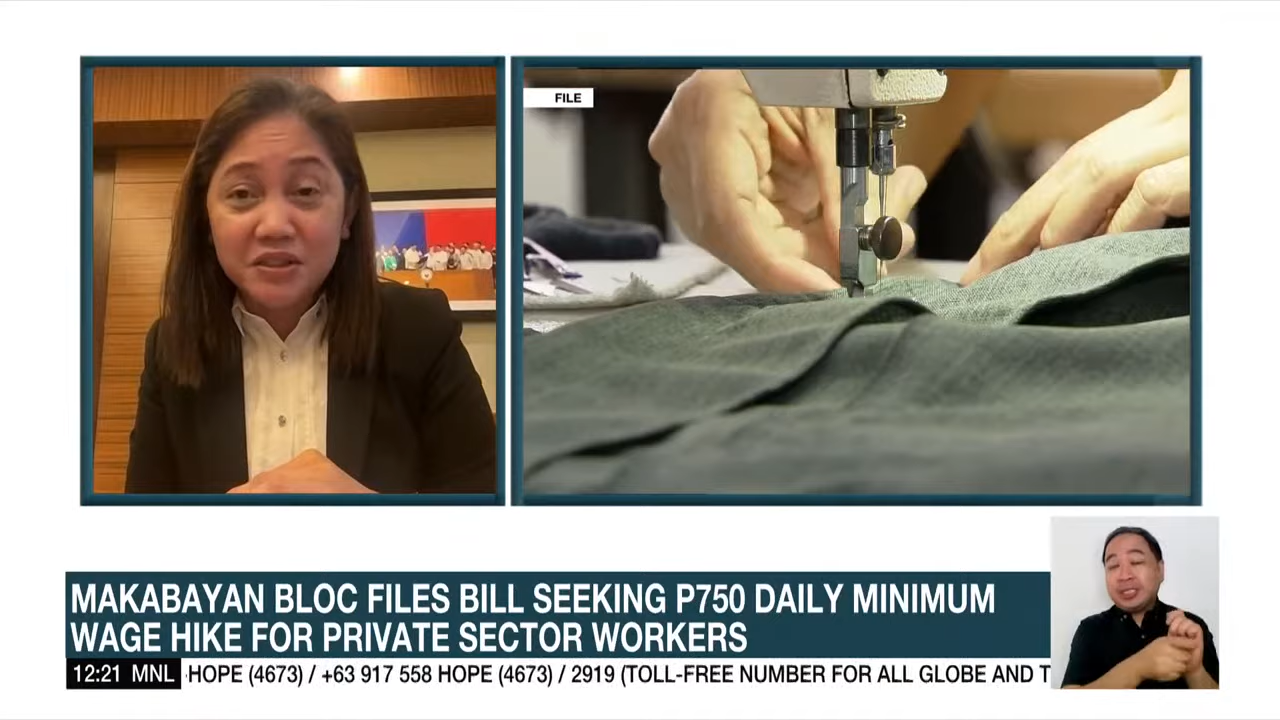 FILE
MAKABAYAN BLOC FILES BILL SEEKING P750 DAILY MINIMUM
WAGE HIKE FOR PRIVATE SECTOR WORKERS
12:21 MNL HOPE (4673) / +63 917 558 HOPE (4673) / 2919 (TOLL-FREE NUMBER FOR ALL GLOBE AND T